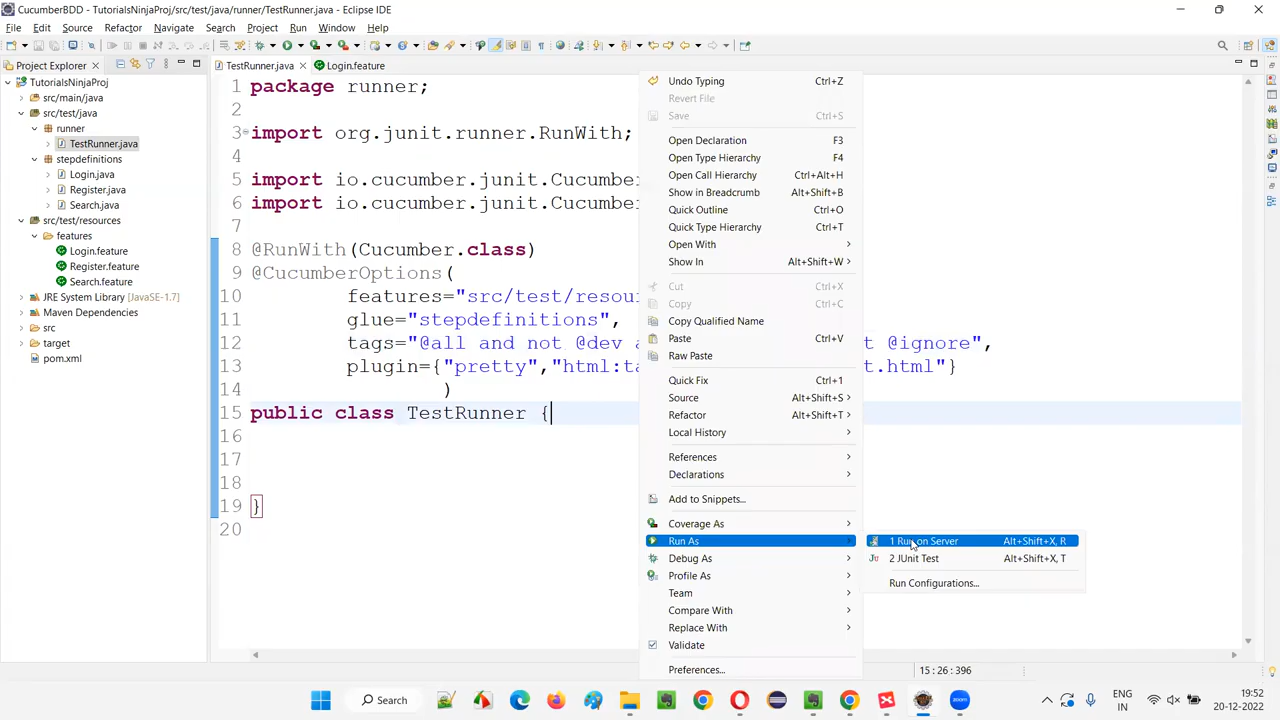 CucumberBDD - TutorialsNinjaProj/src/test/java/runner/TestRunner.java - Eclipse IDE
File Edit Source Refactor Navigate Search Project Run Window Help
Project Explorer
TutorialsNinjaProj
src/main/java
src/test/java
runner
TestRunner.java
stepdefinitions
Login.java
Register.java
Search.java
src/test/resources
features
Login.feature
Register.feature
Search.feature
JRE System Library [JavaSE-1.7]
Maven Dependencies
src
target
pom.xml
TestRunner.java
Login.feature
1 package runner;
2
3 import org.junit.runner.RunWith;
4
5 import io.cucumber.junit.Cucumbe
6 import io.cucumber.junit.Cucumbe
7
8 @RunWith(Cucumber.class)
9 @CucumberOptions(
10 features="src/test/resou
11 glue="stepdefinitions",
12 tags="@all and not @dev a t @ignore",
13 plugin={"pretty","html:ta t.html"}
14 )
15 public class TestRunner {
16
17
18
19 }
20
Undo Typing Ctrl+Z
Revert File
Save Ctrl+S
Open Declaration F3
Open Type Hierarchy F4
Open Call Hierarchy Ctrl+Alt+H
Show in Breadcrumb Alt+Shift+B
Quick Outline Ctrl+O
Quick Type Hierarchy Ctrl+T
Open With
Show In Alt+Shift+W
Cut Ctrl+X
Copy Ctrl+C
Copy Qualified Name
Paste Ctrl+V
Raw Paste
Quick Fix Ctrl+1
Source Alt+Shift+S
Refactor Alt+Shift+T
Local History
References
Declarations
Add to Snippets...
Coverage As
Run As
Debug As
Profile As
Team
Compare With
Replace With
Validate
Preferences...
1 Run on Server Alt+Shift+X, R
2 JUnit Test Alt+Shift+X, T
Run Configurations...
15 : 26 : 396
Search
ENG
IN
19:52
20-12-2022